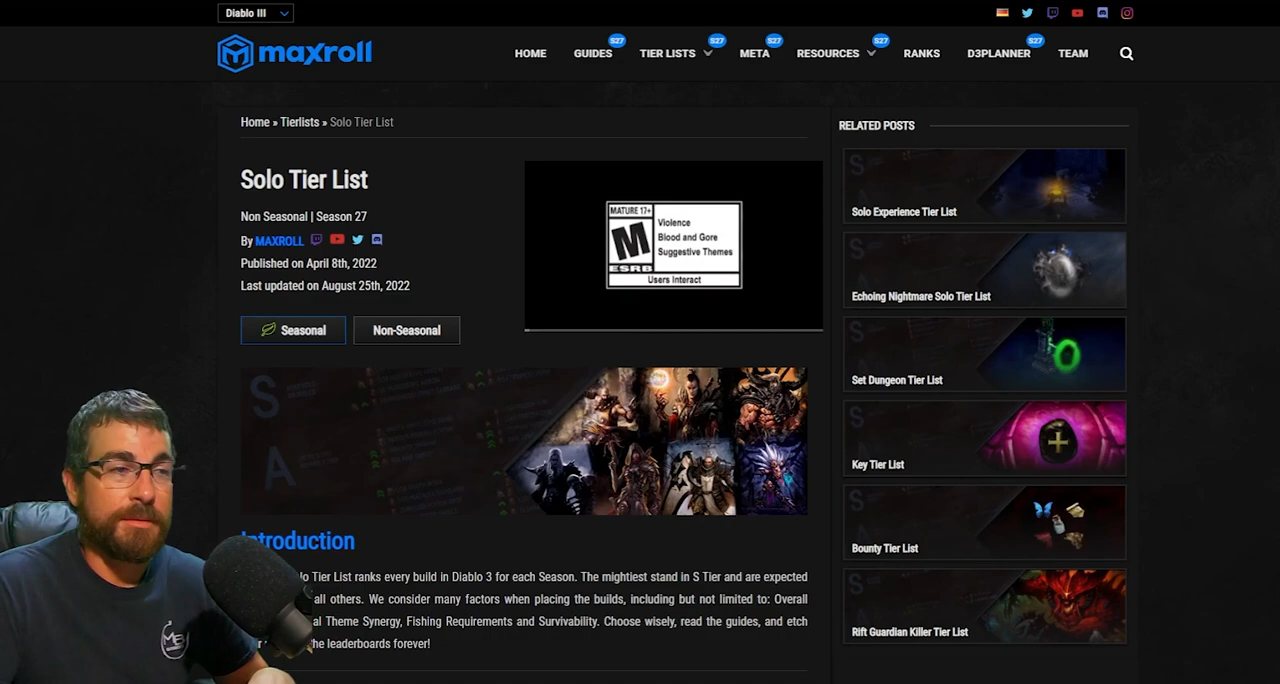 Diablo III
maxroll
HOME
GUIDES
S27
TIER LISTS
S27
META
S27
RESOURCES
S27
RANKS
D3PLANNER
S27
TEAM
Home » Tierlists » Solo Tier List
Solo Tier List
Non Seasonal | Season 27
By MAXROLL
Published on April 8th, 2022
Last updated on August 25th, 2022
Seasonal
Non-Seasonal
MATURE 17+
M
ESRB
Violence
Blood and Gore
Suggestive Themes
Users Interact
S
A
Introduction
Tier List ranks every build in Diablo 3 for each Season. The mightiest stand in S Tier and are expected
all others. We consider many factors when placing the builds, including but not limited to: Overall
Theme Synergy, Fishing Requirements and Survivability. Choose wisely, read the guides, and etch
the leaderboards forever!
RELATED POSTS
S
Solo Experience Tier List
S
Echoing Nightmare Solo Tier List
S
Set Dungeon Tier List
S
Key Tier List
S
Bounty Tier List
S
Rift Guardian Killer Tier List